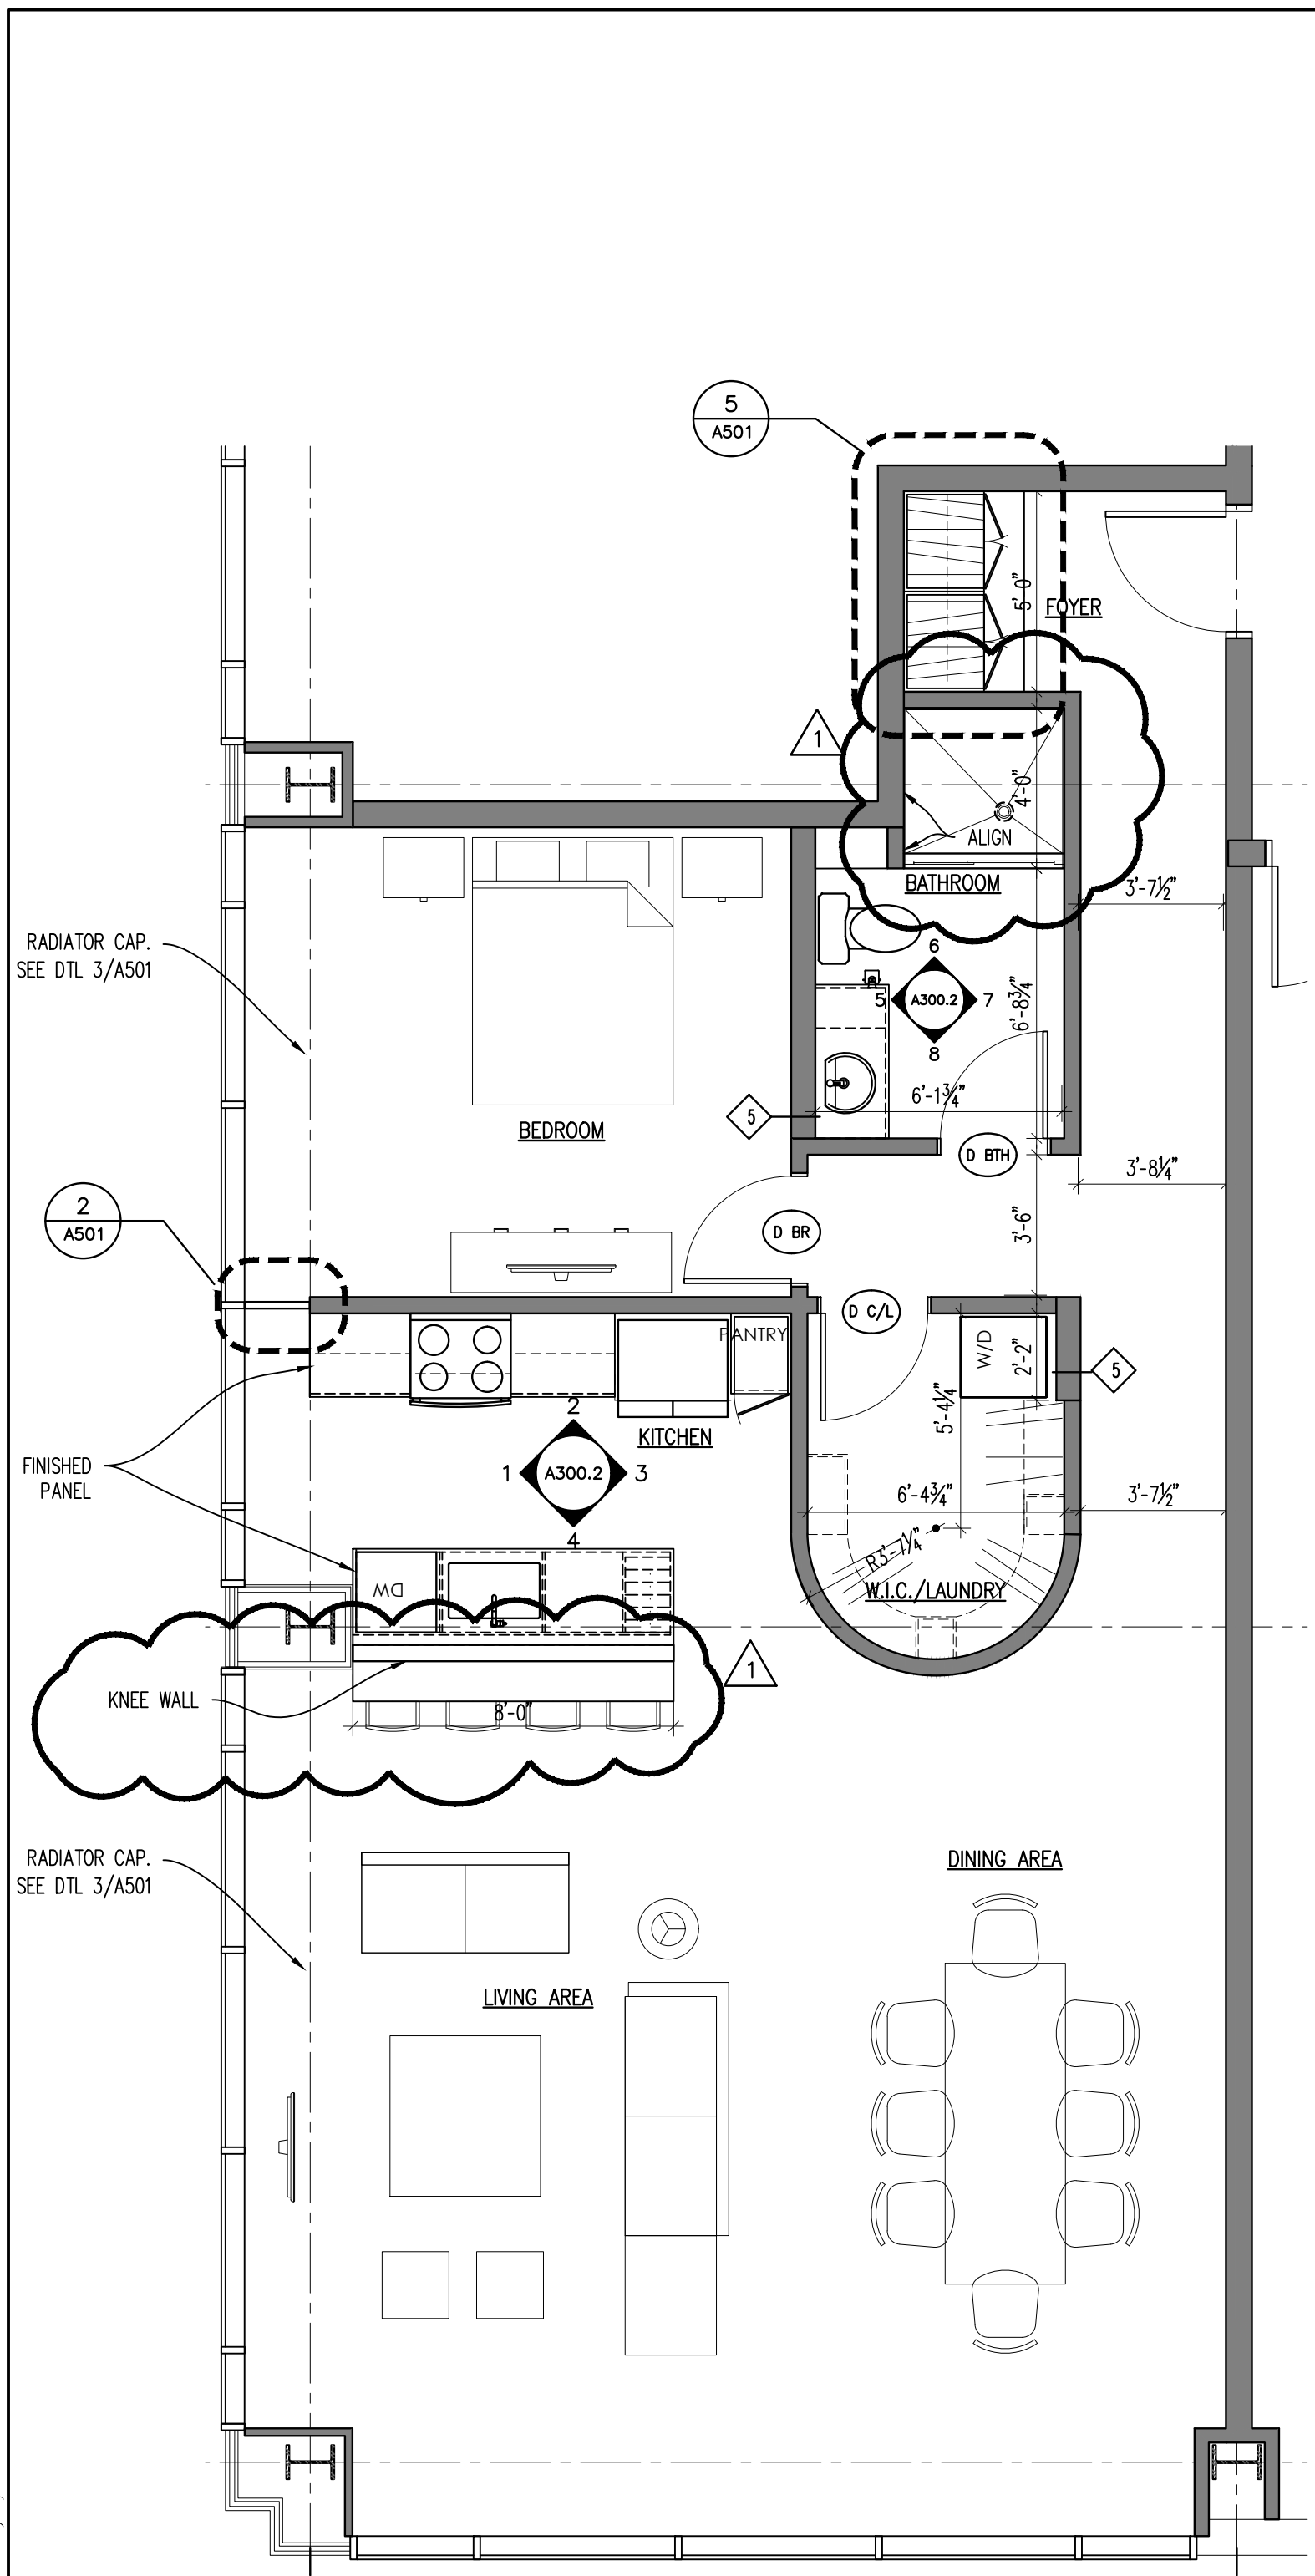 5
A501
5'-0"
FOYER
1
4'-0"
ALIGN
BATHROOM
3'-7½"
RADIATOR CAP.
SEE DTL 3/A501
6
5
A300.2
7
8
6'-8¾"
6'-1¾"
5
BEDROOM
D BTH
3'-8¼"
2
A501
D BR
3'-6"
D C/L
PANTRY
W/D
2'-2"
5
5'-4¼"
2
KITCHEN
1
A300.2
3
4
FINISHED
PANEL
6'-4¾"
3'-7½"
R3'-7¼"
DW
W.I.C./LAUNDRY
1
KNEE WALL
8'-0"
RADIATOR CAP.
SEE DTL 3/A501
DINING AREA
LIVING AREA